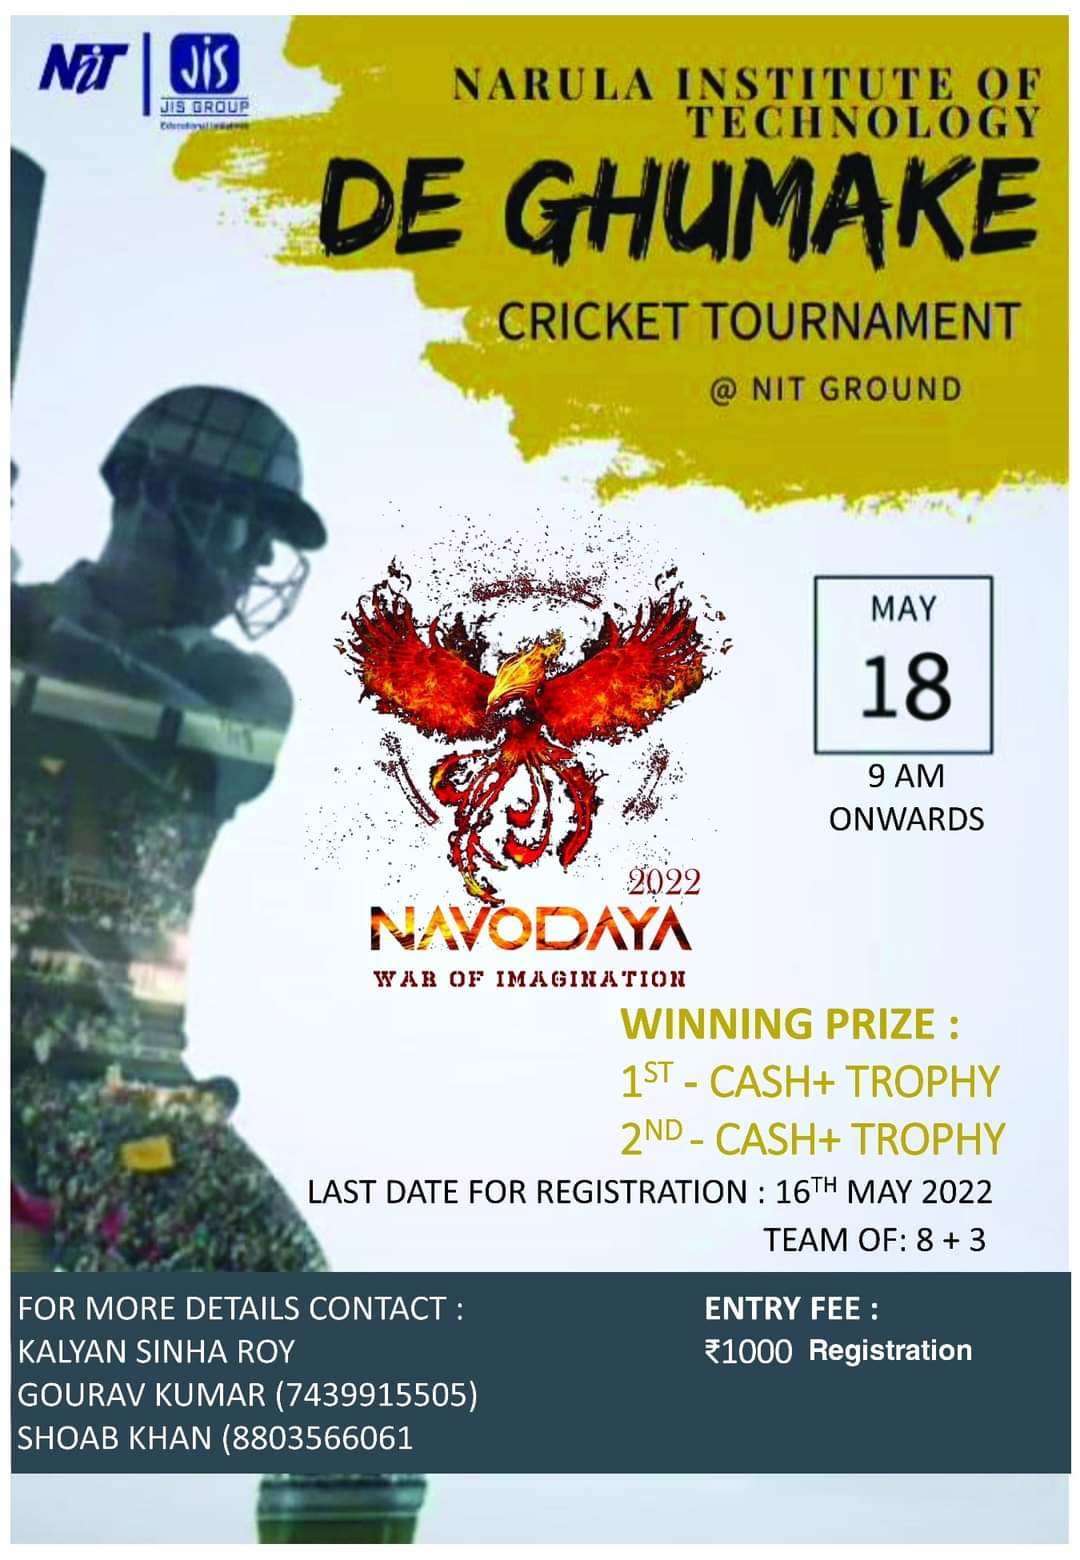 NiT
JIS
JIS GROUP
Educational Initiatives
NARULA INSTITUTE OF
TECHNOLOGY
DE GHUMAKE
CRICKET TOURNAMENT
@ NIT GROUND
MAY
18
9 AM
ONWARDS
2022
NAVODAYA
WAR OF IMAGINATION
WINNING PRIZE :
1ST - CASH+ TROPHY
2ND - CASH+ TROPHY
LAST DATE FOR REGISTRATION : 16TH MAY 2022
TEAM OF: 8 + 3
FOR MORE DETAILS CONTACT :
KALYAN SINHA ROY
GOURAV KUMAR (7439915505)
SHOAB KHAN (8803566061
ENTRY FEE :
₹1000 Registration